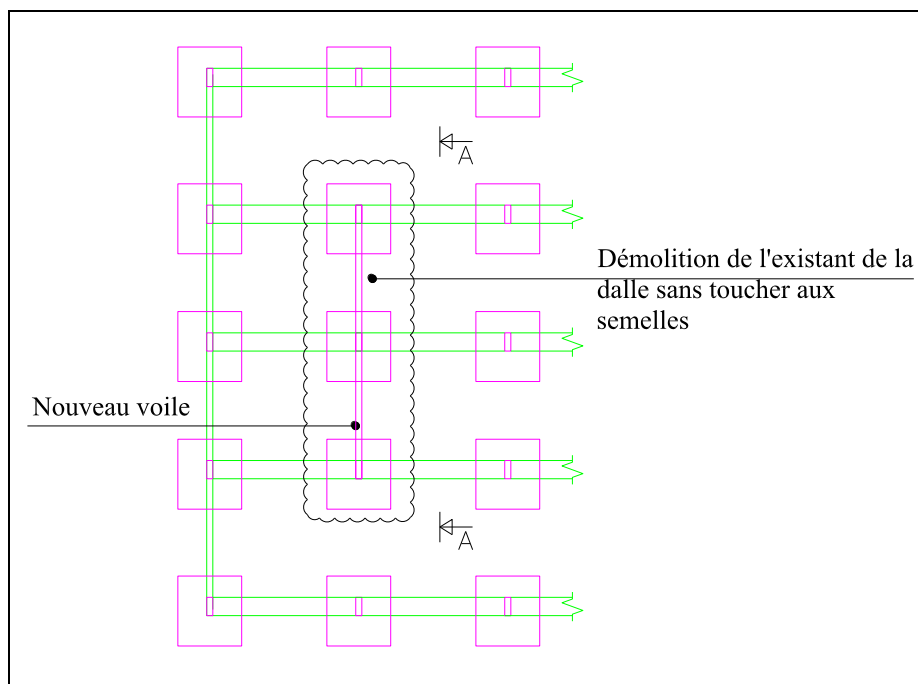 A
Démolition de l'existant de la
dalle sans toucher aux
semelles
Nouveau voile
A